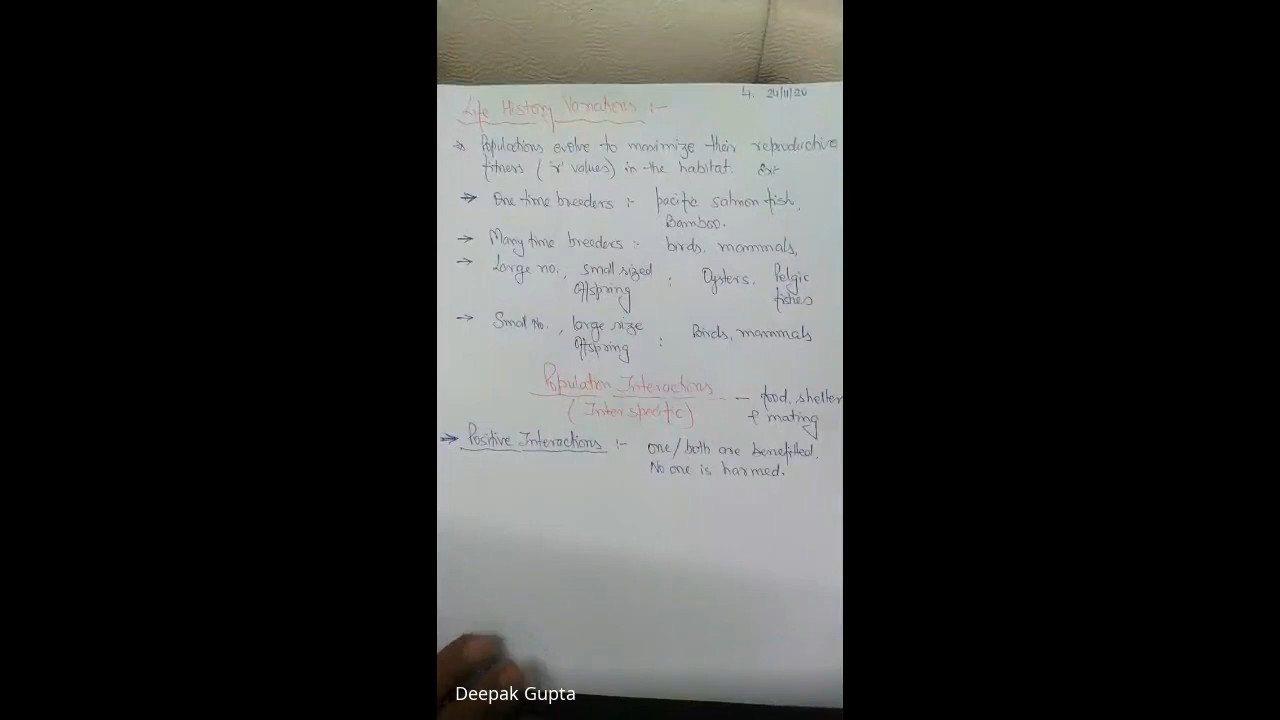 4. 24/11/20
Life History Variations :-
Populations evolve to maximize their reproductive
fitness ('r' values) in the habitat. Ex:-
→ One time breeders :- pacific salmon fish,
Bamboo.
→ Many time breeders :- birds, mammals,
→ Large no., small sized offspring : Oysters, Pelgic fishes
→ Small No., large size offspring : Birds, mammals
Population Interactions — food, shelter
(Interspecific) & mating
→ Positive Interactions :- one/both are benefitted.
No one is harmed.
Deepak Gupta